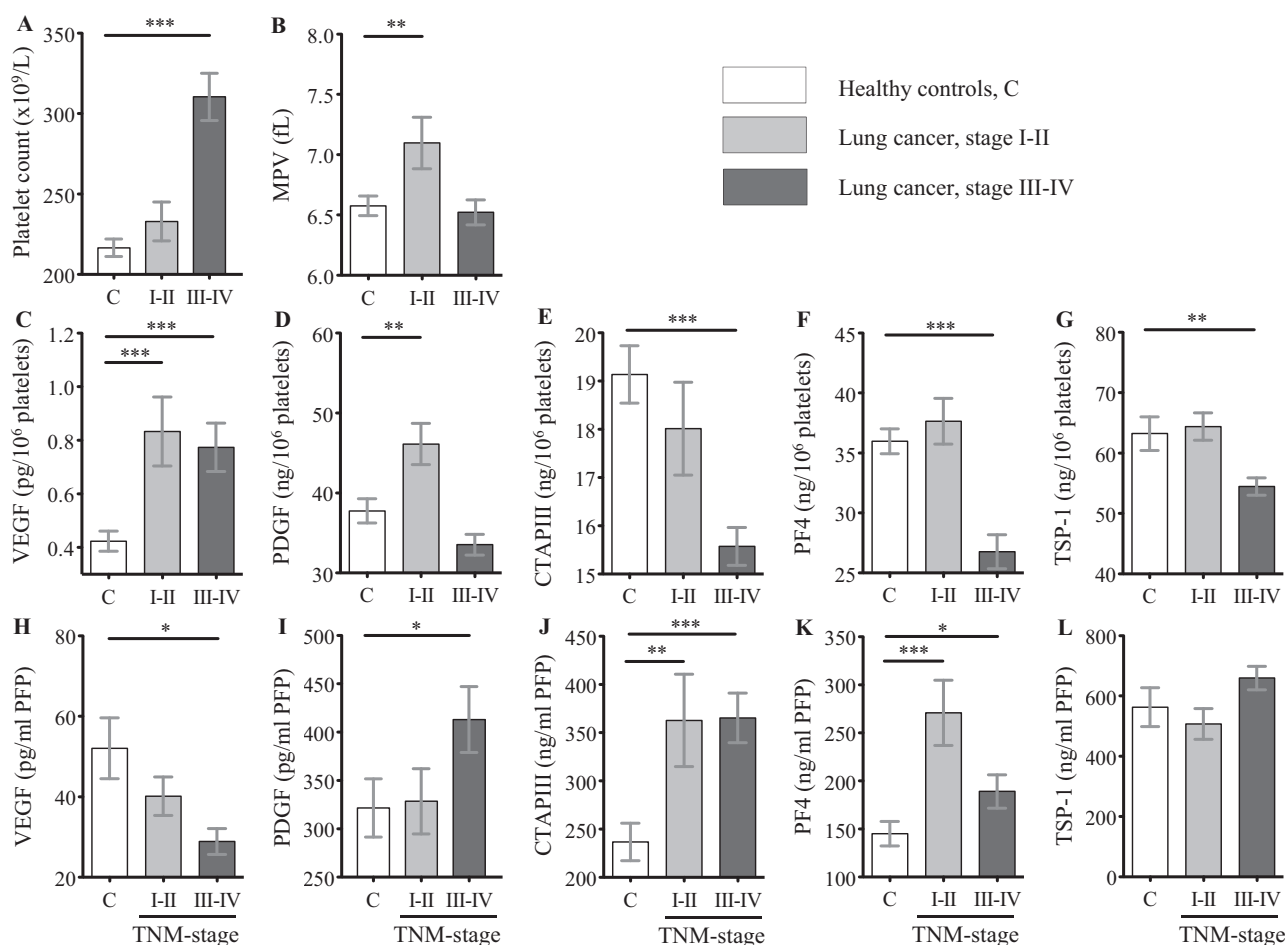 A
***
Platelet count (x10⁹/L)
350
300
250
200
C I-II III-IV
B
**
MPV (fL)
8.0
7.5
7.0
6.5
6.0
C I-II III-IV
Healthy controls, C
Lung cancer, stage I-II
Lung cancer, stage III-IV
C
***
***
VEGF (pg/10⁶ platelets)
1.2
1.0
0.8
0.6
0.4
C I-II III-IV
D
**
PDGF (ng/10⁶ platelets)
60
50
40
30
C I-II III-IV
E
***
CTAPIII (ng/10⁶ platelets)
20
19
18
17
16
15
C I-II III-IV
F
***
PF4 (ng/10⁶ platelets)
45
40
35
30
25
C I-II III-IV
G
**
TSP-1 (ng/10⁶ platelets)
80
70
60
50
40
C I-II III-IV
H
*
VEGF (pg/ml PFP)
80
60
40
20
C I-II III-IV
TNM-stage
I
*
PDGF (pg/ml PFP)
500
450
400
350
300
250
C I-II III-IV
TNM-stage
J
***
**
CTAPIII (ng/ml PFP)
450
400
350
300
250
200
C I-II III-IV
TNM-stage
K
*
***
PF4 (ng/ml PFP)
350
300
250
200
150
100
C I-II III-IV
TNM-stage
L
TSP-1 (ng/ml PFP)
800
600
400
200
0
C I-II III-IV
TNM-stage